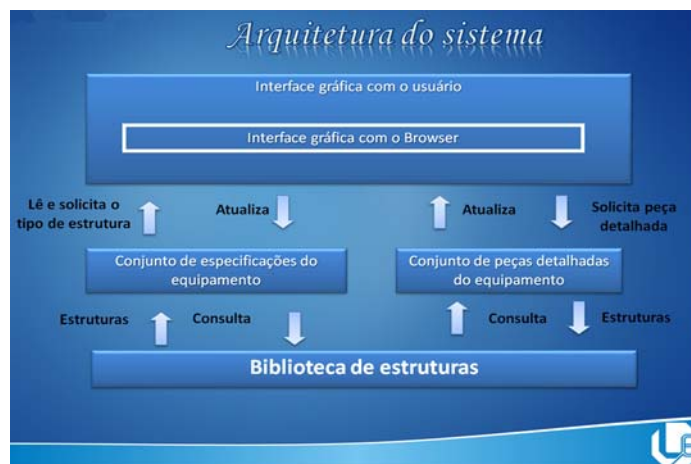 Arquitetura do sistema
Interface gráfica com o usuário
Interface gráfica com o Browser
Lê e solicita o
tipo de estrutura
Atualiza
Atualiza
Solicita peça
detalhada
Conjunto de especificações do
equipamento
Conjunto de peças detalhadas
do equipamento
Estruturas
Consulta
Consulta
Estruturas
Biblioteca de estruturas